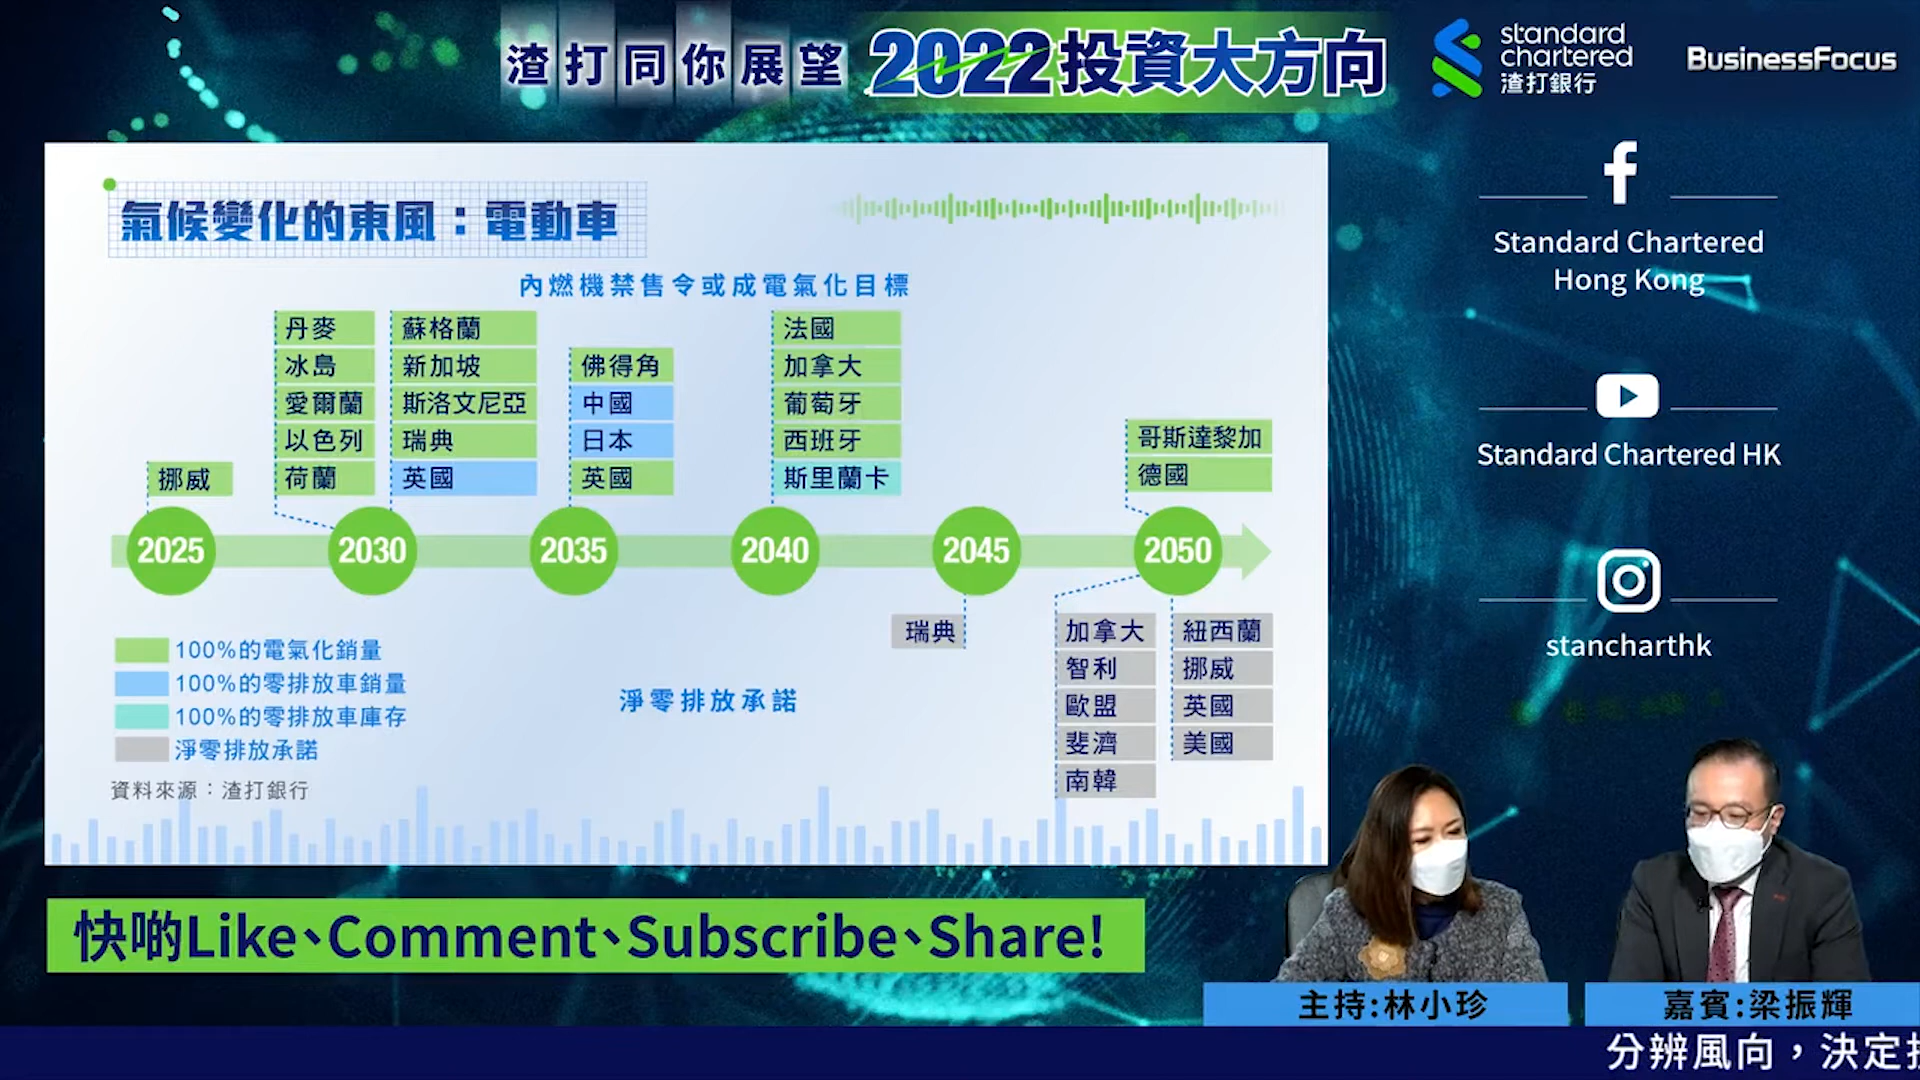 渣打同你展望 2022投資大方向
standard chartered 渣打銀行
BusinessFocus
氣候變化的東風：電動車
內燃機禁售令或成電氣化目標
挪威
丹麥
冰島
愛爾蘭
以色列
荷蘭
蘇格蘭
新加坡
斯洛文尼亞
瑞典
英國
佛得角
中國
日本
英國
法國
加拿大
葡萄牙
西班牙
斯里蘭卡
哥斯達黎加
德國
2025 2030 2035 2040 2045 2050
瑞典
加拿大
智利
歐盟
斐濟
南韓
紐西蘭
挪威
英國
美國
淨零排放承諾
100%的電氣化銷量
100%的零排放車銷量
100%的零排放車庫存
淨零排放承諾
資料來源：渣打銀行
Standard Chartered
Hong Kong
Standard Chartered HK
stancharthk
快啲Like、Comment、Subscribe、Share!
主持:林小珍
嘉賓:梁振輝
分辨風向，決定